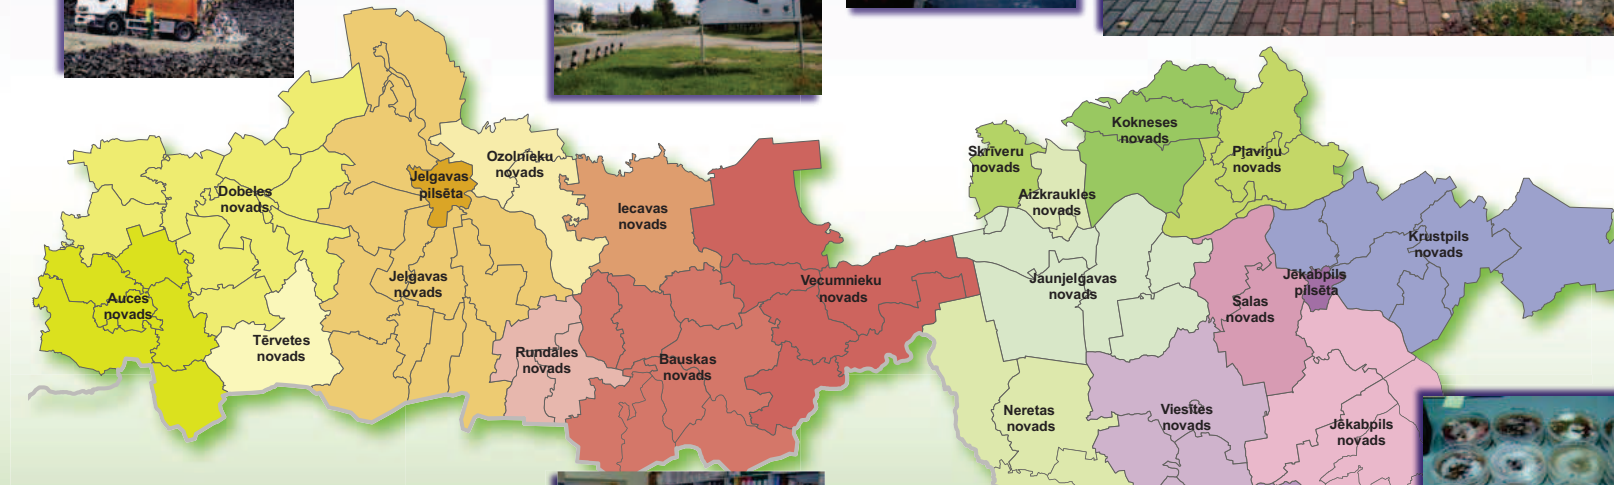 Dobeles
novads
Auces
novads
Tērvetes
novads
Jelgavas
pilsēta
Jelgavas
novads
Ozolnieku
novads
Iecavas
novads
Rundāles
novads
Bauskas
novads
Vecumnieku
novads
Skrīveru
novads
Aizkraukles
novads
Kokneses
novads
Pļaviņu
novads
Jaunjelgavas
novads
Neretas
novads
Viesītes
novads
Salas
novads
Jēkabpils
pilsēta
Krustpils
novads
Jēkabpils
novads